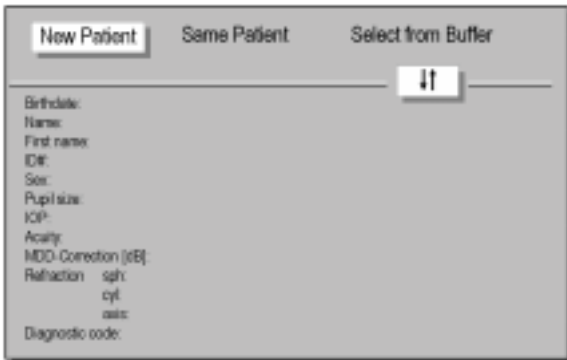 New Patient Same Patient Select from Buffer
↓↑
Birthdate:
Name:
First name:
ID#:
Sex:
Pupil size:
IOP:
Acuity:
MDD-Correction [dB]:
Refraction sph:
cyl:
axis:
Diagnostic code: